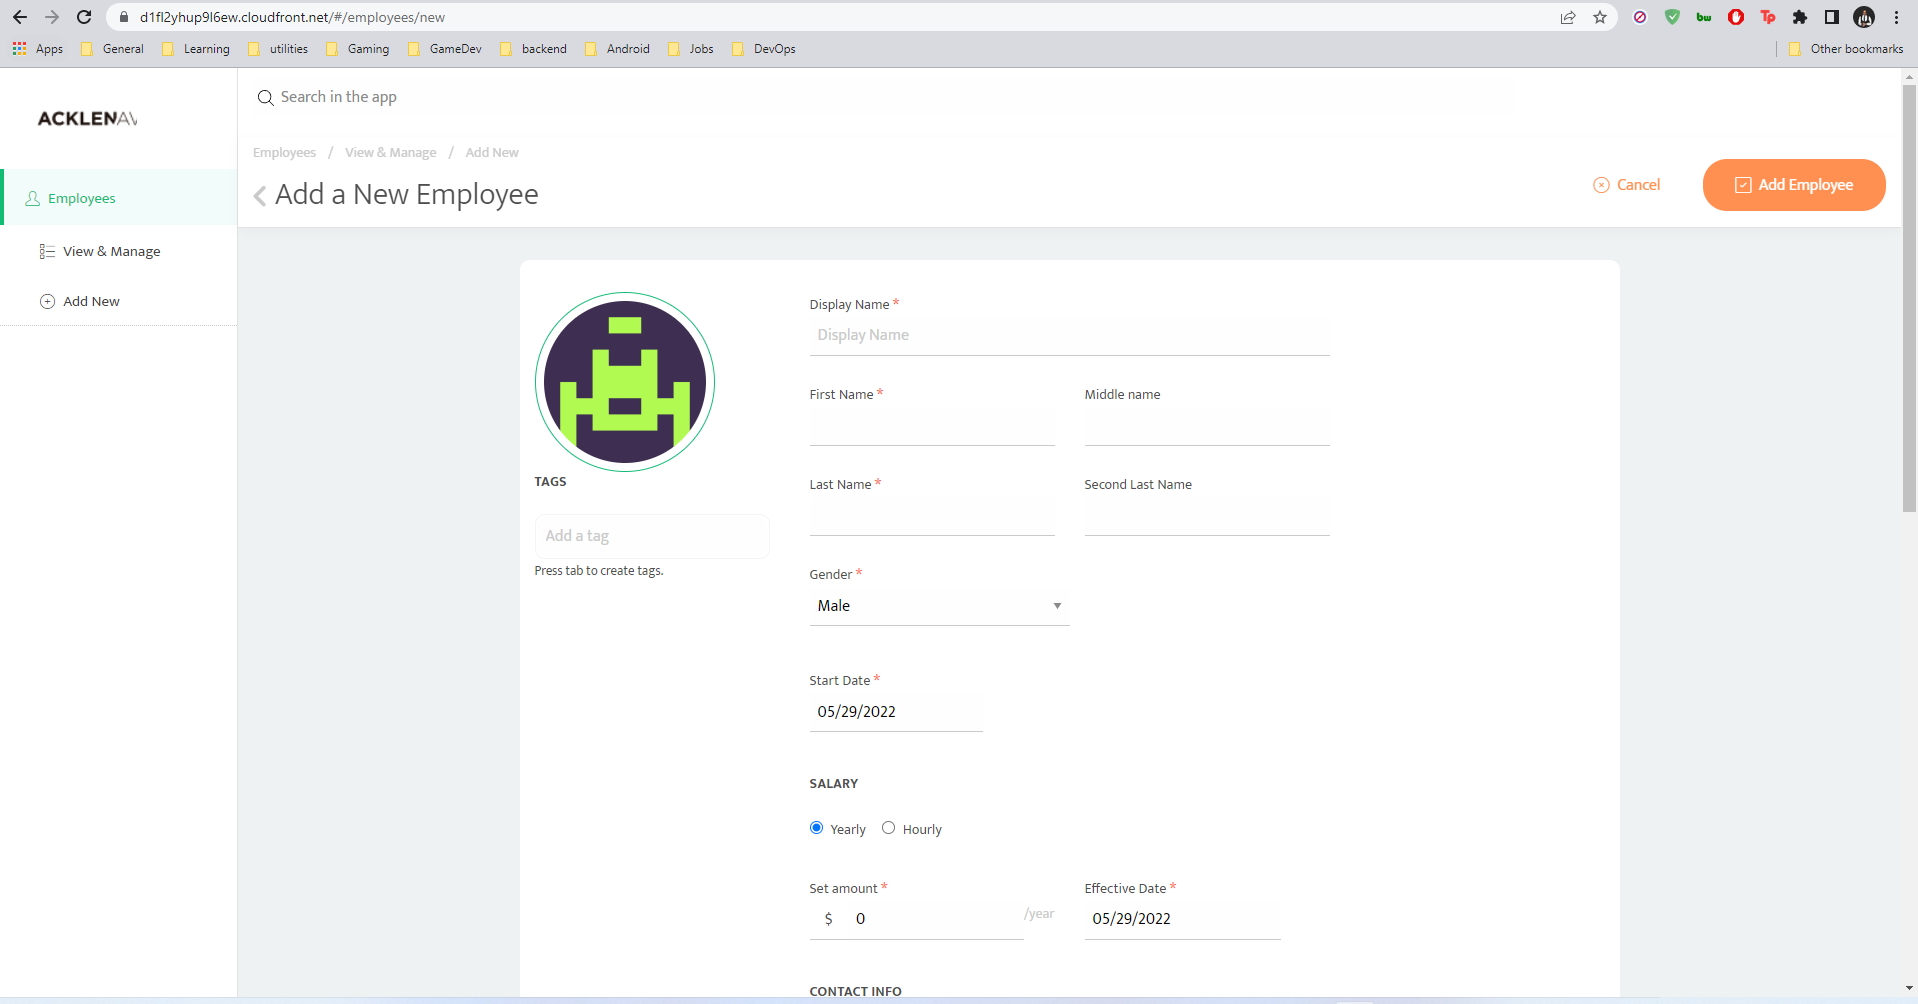 d1fl2yhup9l6ew.cloudfront.net/#/employees/new
bw
Tp
Apps General Learning utilities Gaming GameDev backend Android Jobs DevOps Other bookmarks
ACKLENAV
Search in the app
Employees / View & Manage / Add New
Add a New Employee
Cancel
Add Employee
Employees
View & Manage
Add New
TAGS
Add a tag
Press tab to create tags.
Display Name *
Display Name
First Name * Middle name
Last Name * Second Last Name
Gender *
Male
Start Date *
05/29/2022
SALARY
Yearly Hourly
Set amount * Effective Date *
$ 0 /year 05/29/2022
CONTACT INFO